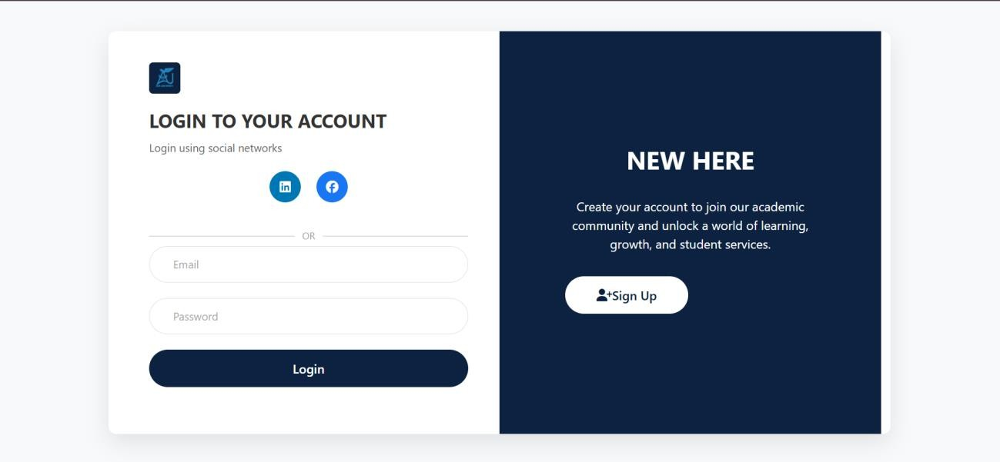 LOGIN TO YOUR ACCOUNT
Login using social networks
OR
Email
Password
Login
NEW HERE
Create your account to join our academic
community and unlock a world of learning,
growth, and student services.
Sign Up